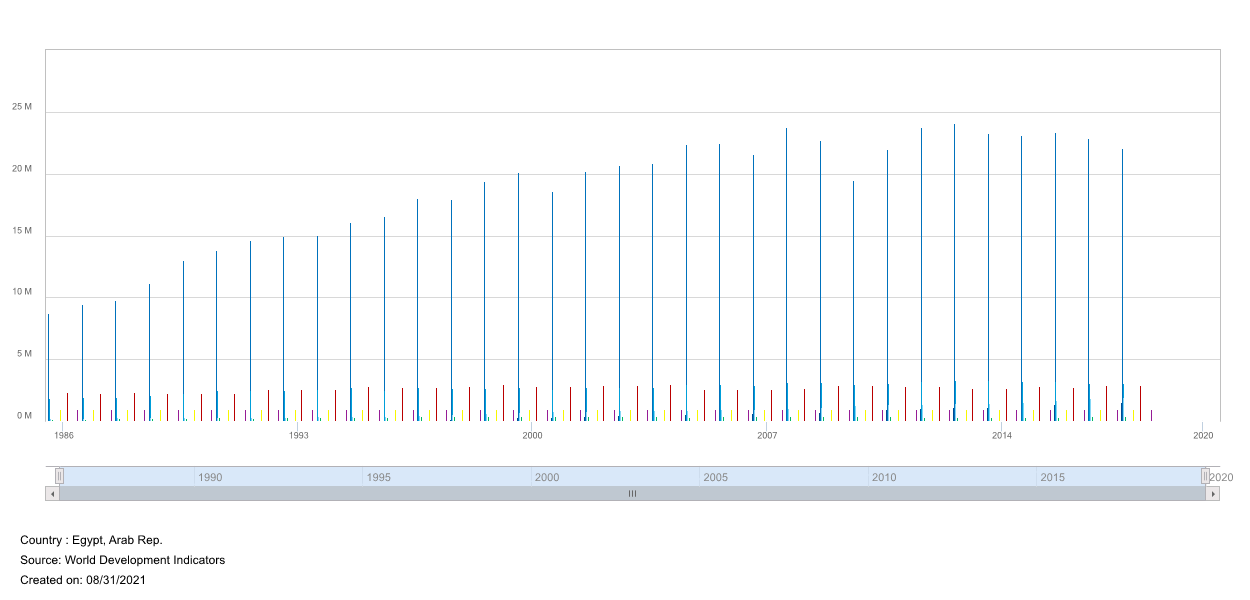 25 M
20 M
15 M
10 M
5 M
0 M
1986 1993 2000 2007 2014 2020
1990 1995 2000 2005 2010 2015 2020
Country : Egypt, Arab Rep.
Source: World Development Indicators
Created on: 08/31/2021